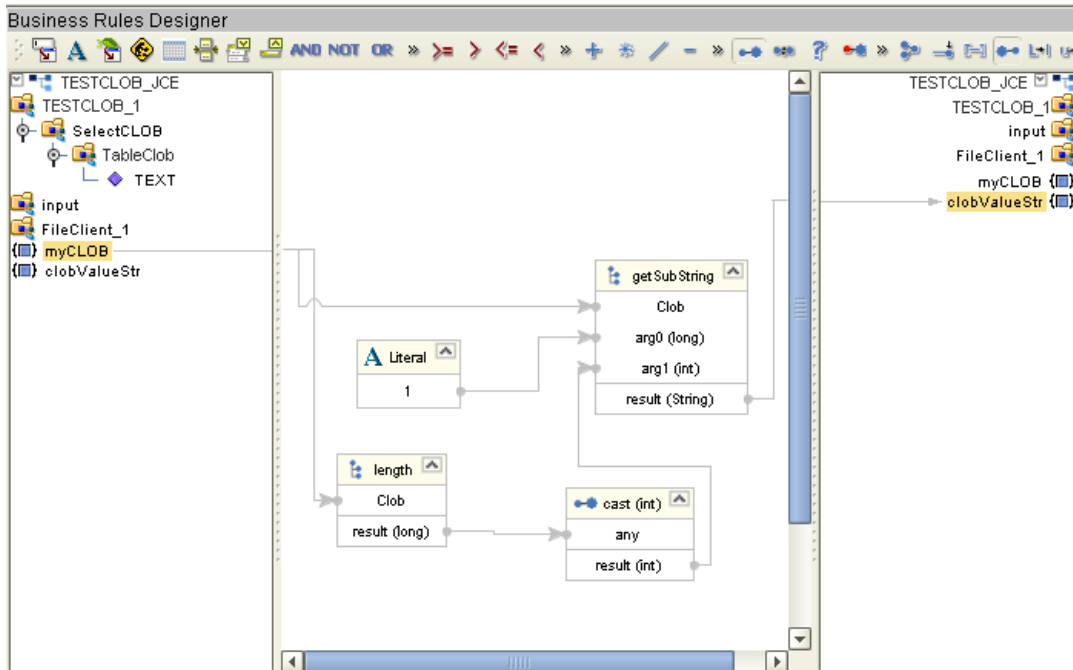 Business Rules Designer
A AND NOT OR » >= > <= < » + / - » ? » »
TESTCLOB_JCE
TESTCLOB_1
SelectCLOB
TableClob
TEXT
input
FileClient_1
myCLOB
clobValueStr
getSubString
Clob
arg0 (long)
arg1 (int)
result (String)
A Literal
1
length
Clob
result (long)
cast (int)
any
result (int)
TESTCLOB_JCE
TESTCLOB_1
input
FileClient_1
myCLOB
clobValueStr